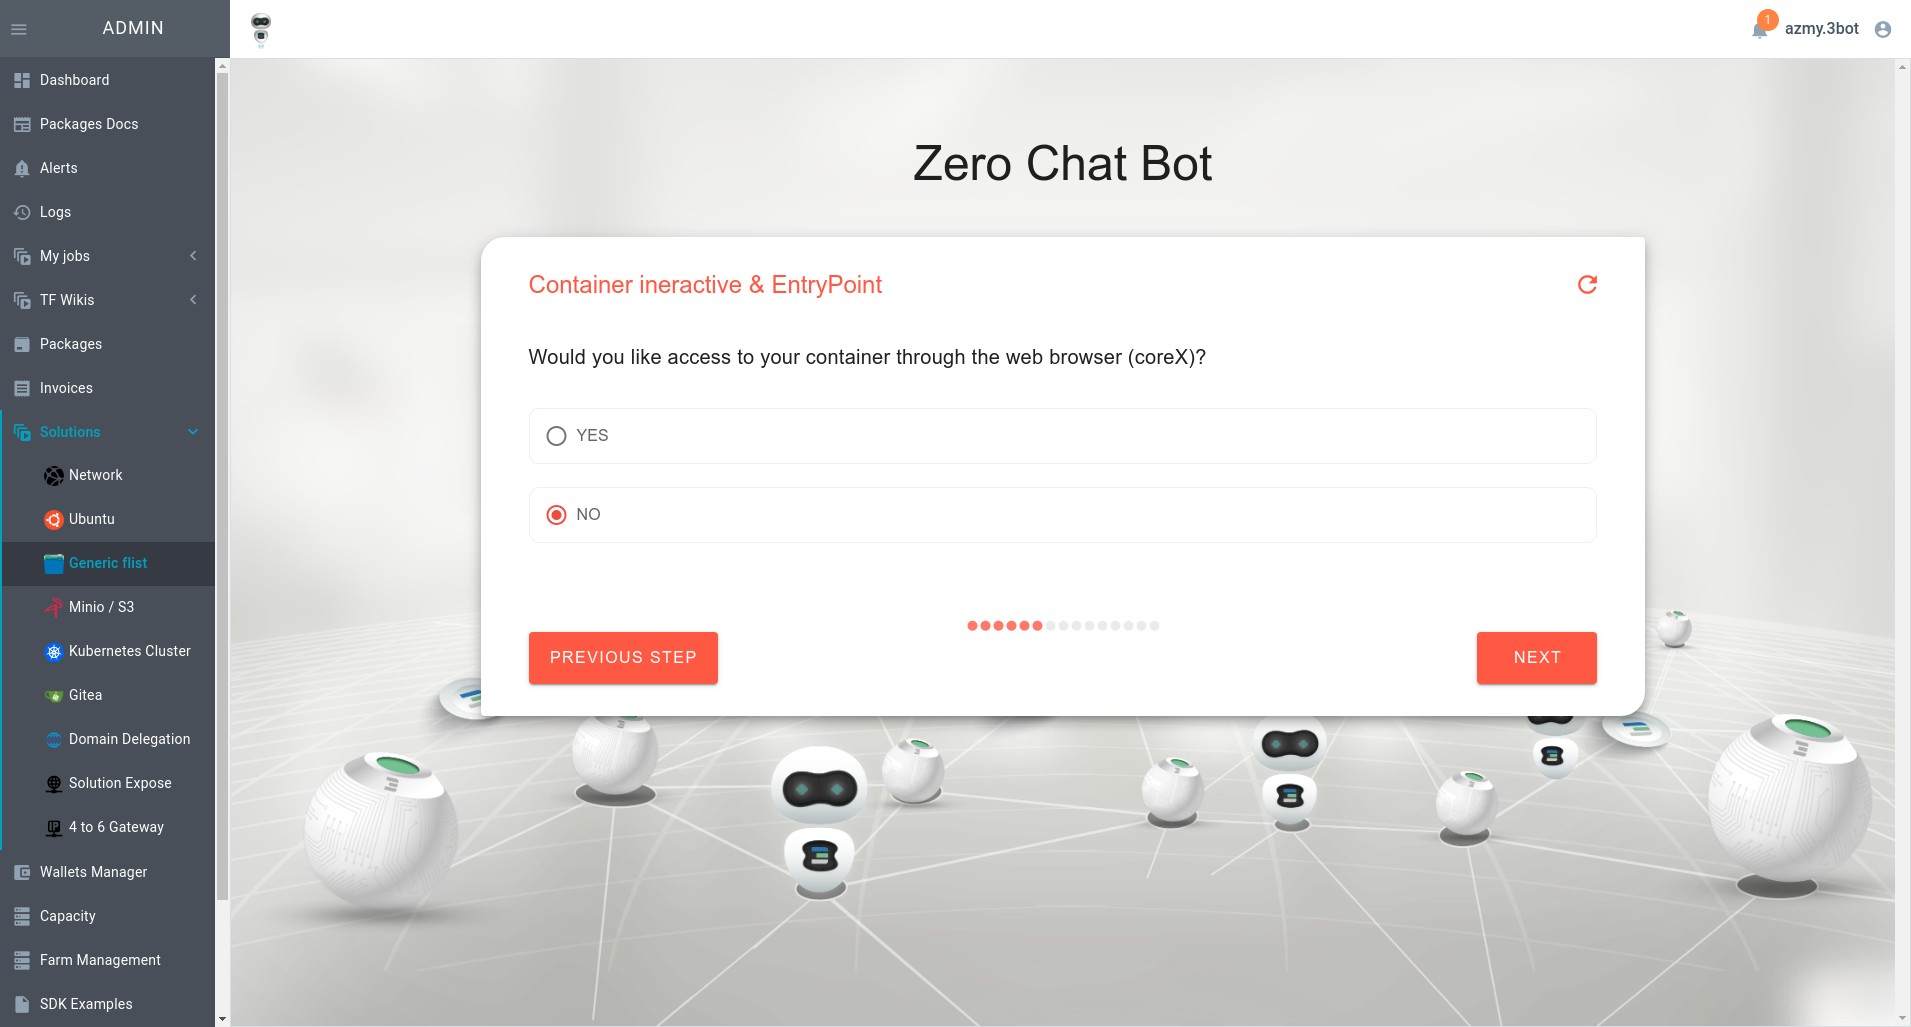 ADMIN
1
azmy.3bot
Dashboard
Packages Docs
Alerts
Logs
My jobs
TF Wikis
Packages
Invoices
Solutions
Network
Ubuntu
Generic flist
Minio / S3
Kubernetes Cluster
Gitea
Domain Delegation
Solution Expose
4 to 6 Gateway
Wallets Manager
Capacity
Farm Management
SDK Examples
Zero Chat Bot
Container ineractive & EntryPoint
Would you like access to your container through the web browser (coreX)?
YES
NO
PREVIOUS STEP
NEXT